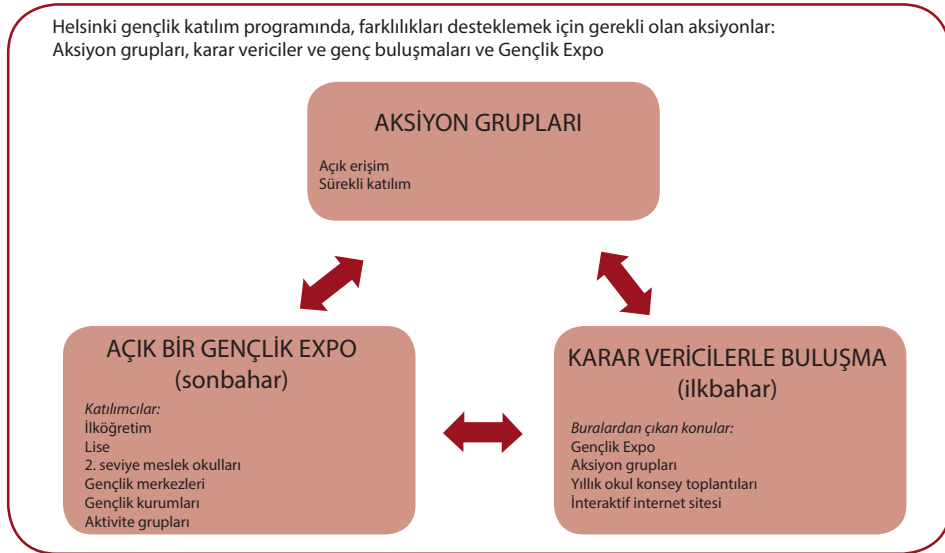 Helsinki gençlik katılım programında, farklılıkları desteklemek için gerekli olan aksiyonlar:
Aksiyon grupları, karar vericiler ve genç buluşmaları ve Gençlik Expo
AKSİYON GRUPLARI
Açık erişim
Sürekli katılım
AÇIK BİR GENÇLİK EXPO
(sonbahar)
Katılımcılar:
İlköğretim
Lise
2. seviye meslek okulları
Gençlik merkezleri
Gençlik kurumları
Aktivite grupları
KARAR VERİCİLERLE BULUŞMA
(ilkbahar)
Buralardan çıkan konular:
Gençlik Expo
Aksiyon grupları
Yıllık okul konsey toplantıları
İnteraktif internet sitesi